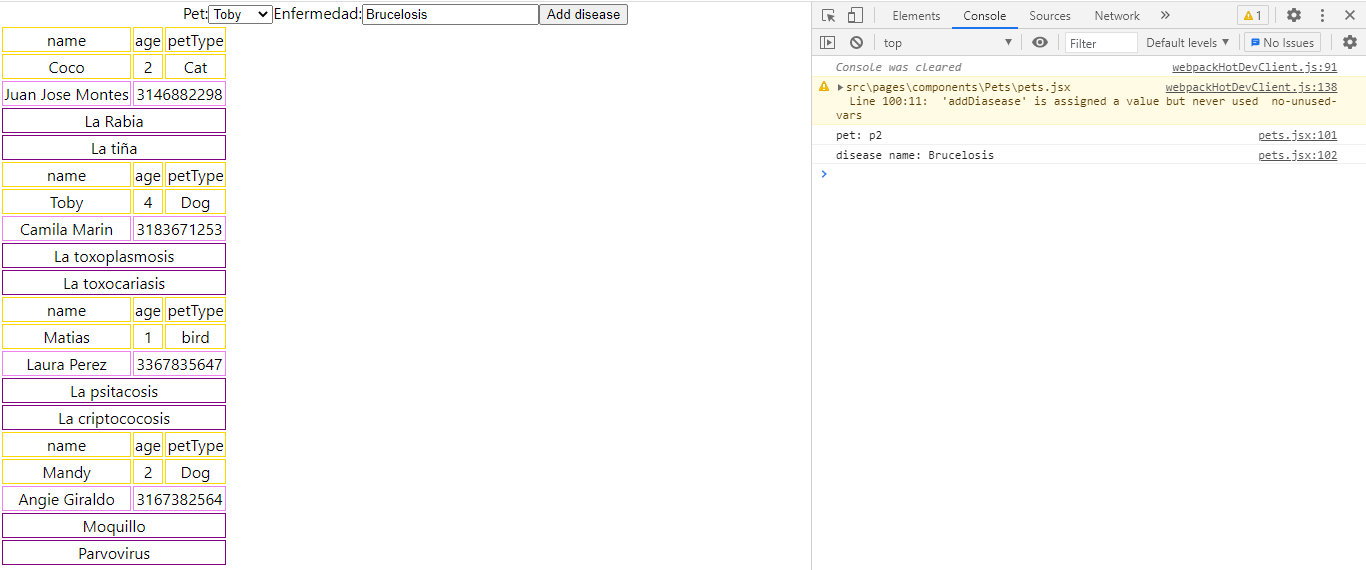 Pet: Toby Enfermedad: Brucelosis Add disease
name age petType
Coco 2 Cat
Juan Jose Montes 3146882298
La Rabia
La tiña
name age petType
Toby 4 Dog
Camila Marin 3183671253
La toxoplasmosis
La toxocariasis
name age petType
Matias 1 bird
Laura Perez 3367835647
La psitacosis
La criptococosis
name age petType
Mandy 2 Dog
Angie Giraldo 3167382564
Moquillo
Parvovirus
Elements Console Sources Network » 1
top Filter Default levels No Issues
Console was cleared webpackHotDevClient.js:91
src\pages\components\Pets\pets.jsx webpackHotDevClient.js:138
Line 100:11: 'addDiasease' is assigned a value but never used no-unused-
vars
pet: p2 pets.jsx:101
disease name: Brucelosis pets.jsx:102